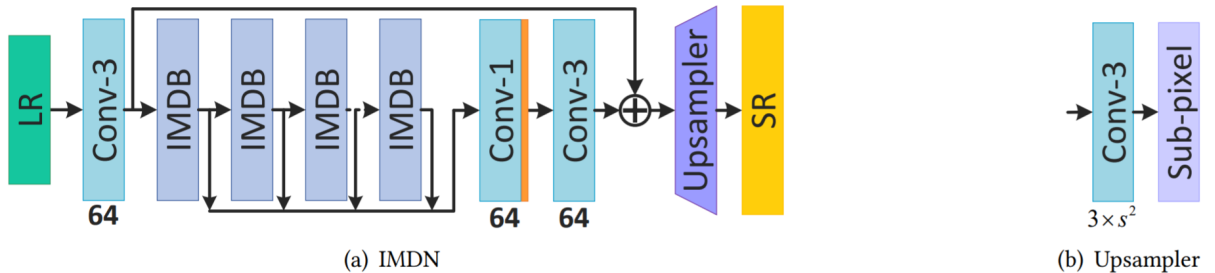 LR
Conv-3
64
IMDB
IMDB
IMDB
IMDB
Conv-1
64
Conv-3
64
Upsampler
SR
(a) IMDN
Conv-3
3 × s²
Sub-pixel
(b) Upsampler